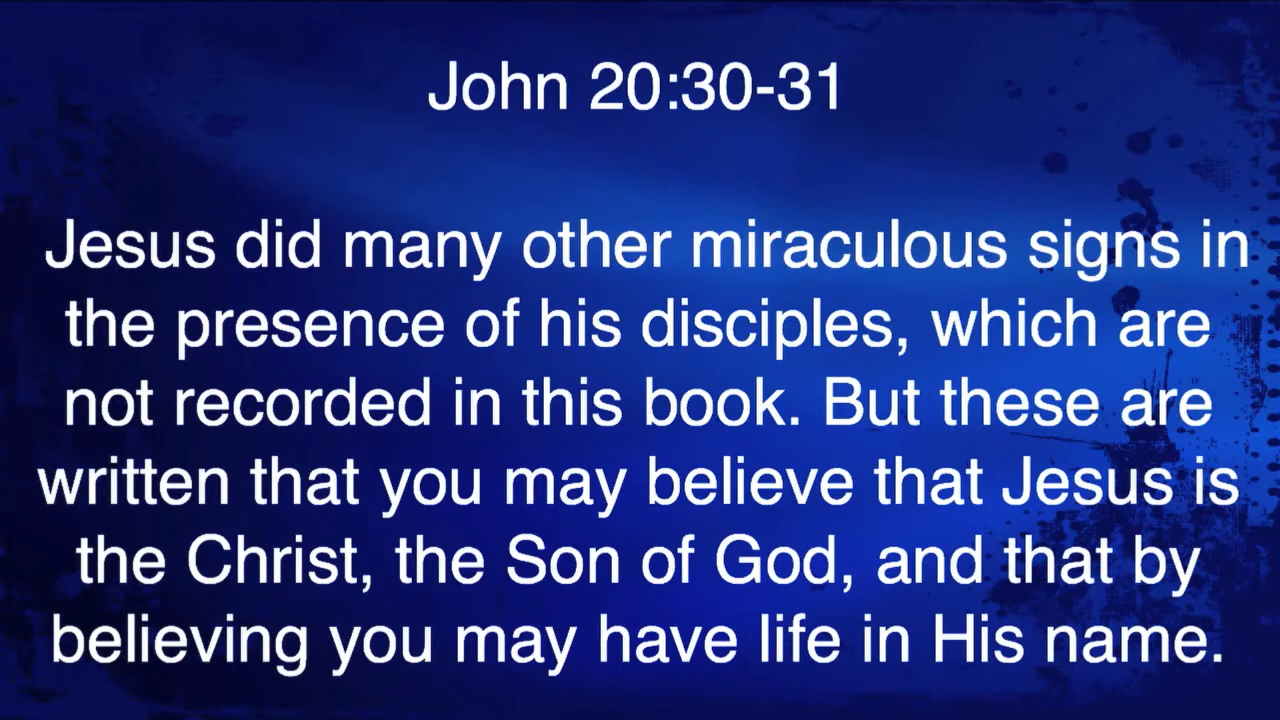 John 20:30-31
Jesus did many other miraculous signs in
the presence of his disciples, which are
not recorded in this book. But these are
written that you may believe that Jesus is
the Christ, the Son of God, and that by
believing you may have life in His name.